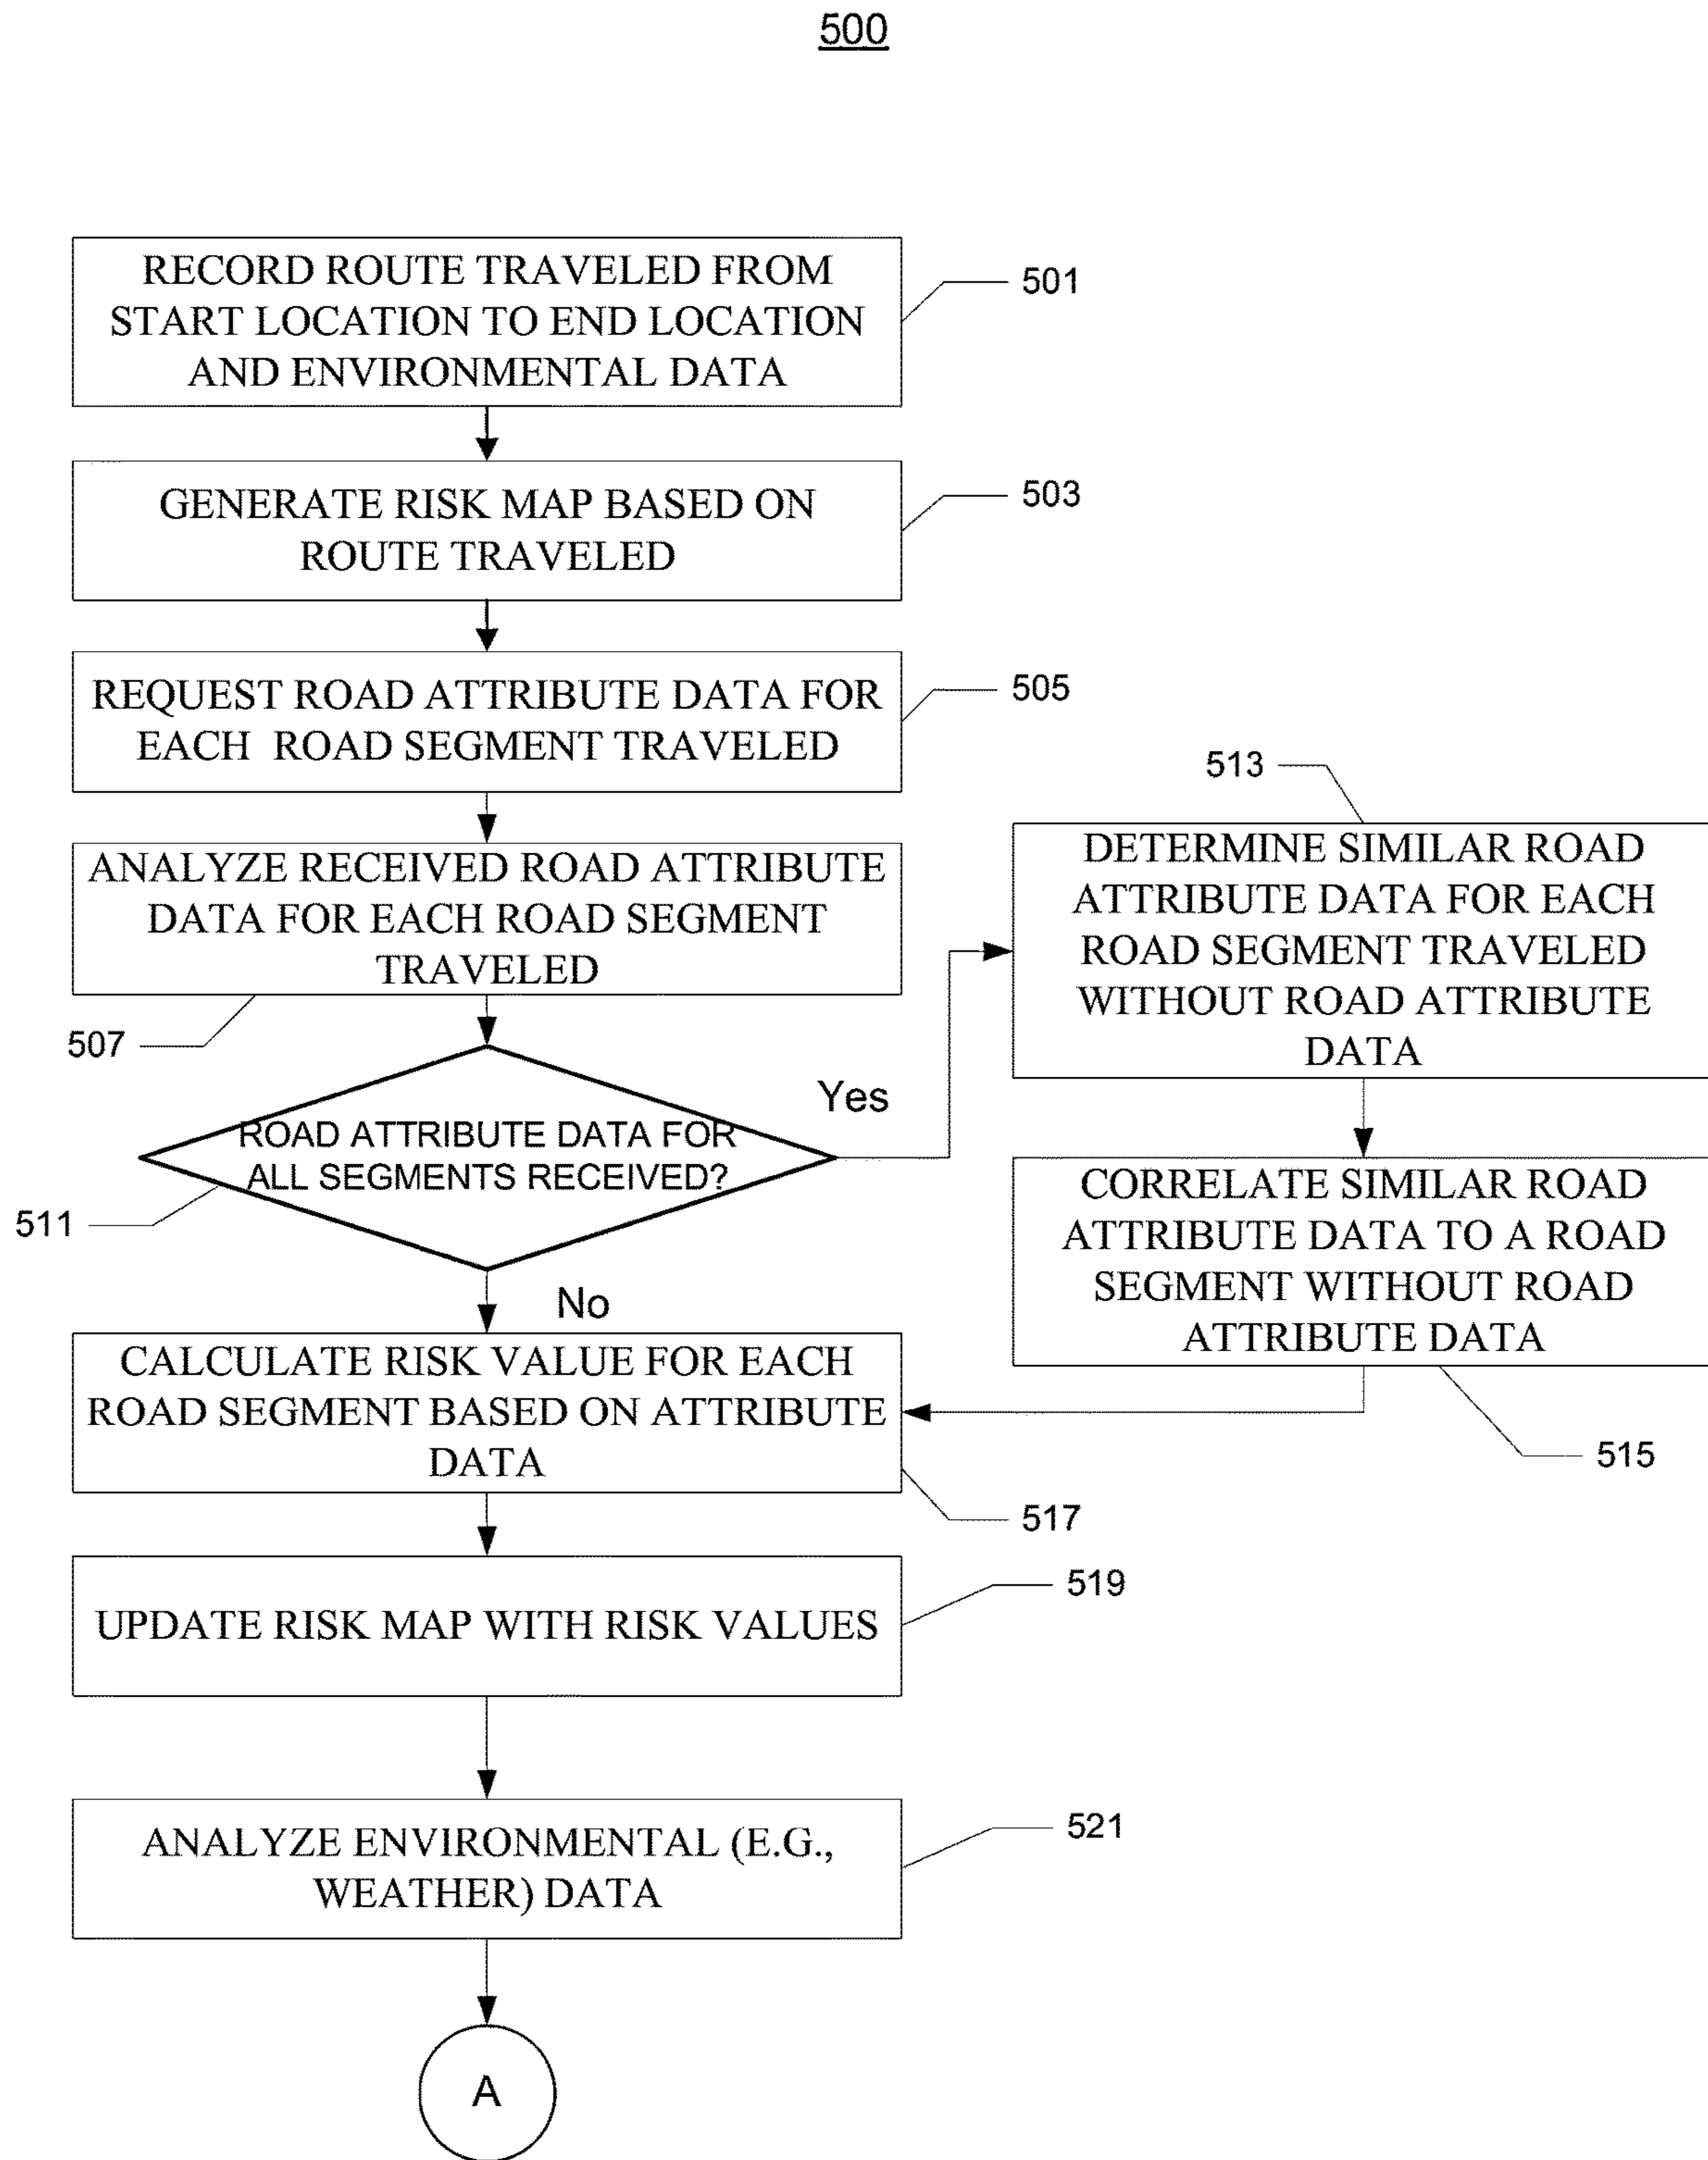 500
RECORD ROUTE TRAVELED FROM
START LOCATION TO END LOCATION
AND ENVIRONMENTAL DATA
501
GENERATE RISK MAP BASED ON
ROUTE TRAVELED
503
REQUEST ROAD ATTRIBUTE DATA FOR
EACH ROAD SEGMENT TRAVELED
505
ANALYZE RECEIVED ROAD ATTRIBUTE
DATA FOR EACH ROAD SEGMENT
TRAVELED
507
ROAD ATTRIBUTE DATA FOR
ALL SEGMENTS RECEIVED?
511
Yes
513
DETERMINE SIMILAR ROAD
ATTRIBUTE DATA FOR EACH
ROAD SEGMENT TRAVELED
WITHOUT ROAD ATTRIBUTE
DATA
CORRELATE SIMILAR ROAD
ATTRIBUTE DATA TO A ROAD
SEGMENT WITHOUT ROAD
ATTRIBUTE DATA
515
No
CALCULATE RISK VALUE FOR EACH
ROAD SEGMENT BASED ON ATTRIBUTE
DATA
517
UPDATE RISK MAP WITH RISK VALUES
519
ANALYZE ENVIRONMENTAL (E.G.,
WEATHER) DATA
521
A